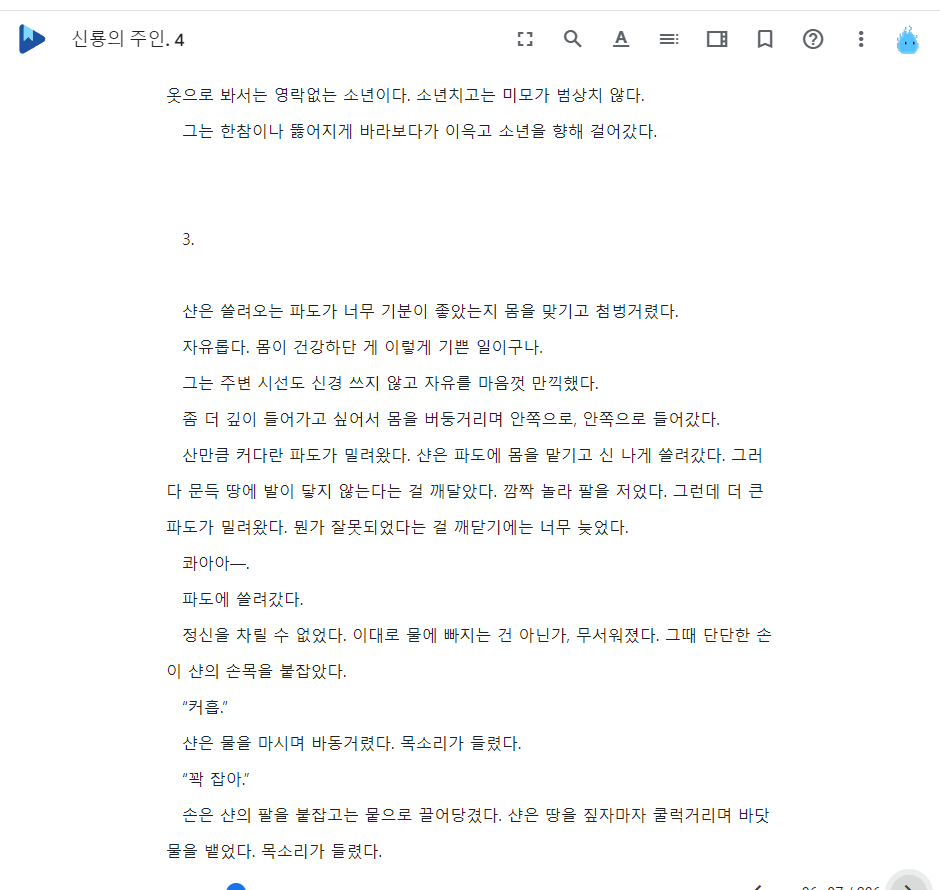 신룡의 주인. 4
옷으로 봐서는 영락없는 소년이다. 소년치고는 미모가 범상치 않다.
그는 한참이나 뚫어지게 바라보다가 이윽고 소년을 향해 걸어갔다.
3.
샨은 쓸려오는 파도가 너무 기분이 좋았는지 몸을 맞기고 첨벙거렸다.
자유롭다. 몸이 건강하단 게 이렇게 기쁜 일이구나.
그는 주변 시선도 신경 쓰지 않고 자유를 마음껏 만끽했다.
좀 더 깊이 들어가고 싶어서 몸을 버둥거리며 안쪽으로, 안쪽으로 들어갔다.
산만큼 커다란 파도가 밀려왔다. 샨은 파도에 몸을 맡기고 신 나게 쓸려갔다. 그러
다 문득 땅에 발이 닿지 않는다는 걸 깨달았다. 깜짝 놀라 팔을 저었다. 그런데 더 큰
파도가 밀려왔다. 뭔가 잘못되었다는 걸 깨닫기에는 너무 늦었다.
콰아아—.
파도에 쓸려갔다.
정신을 차릴 수 없었다. 이대로 물에 빠지는 건 아닌가, 무서워졌다. 그때 단단한 손
이 샨의 손목을 붙잡았다.
“커흡.”
샨은 물을 마시며 바동거렸다. 목소리가 들렸다.
“꽉 잡아.”
손은 샨의 팔을 붙잡고는 뭍으로 끌어당겼다. 샨은 땅을 짚자마자 쿨럭거리며 바닷
물을 뱉었다. 목소리가 들렸다.